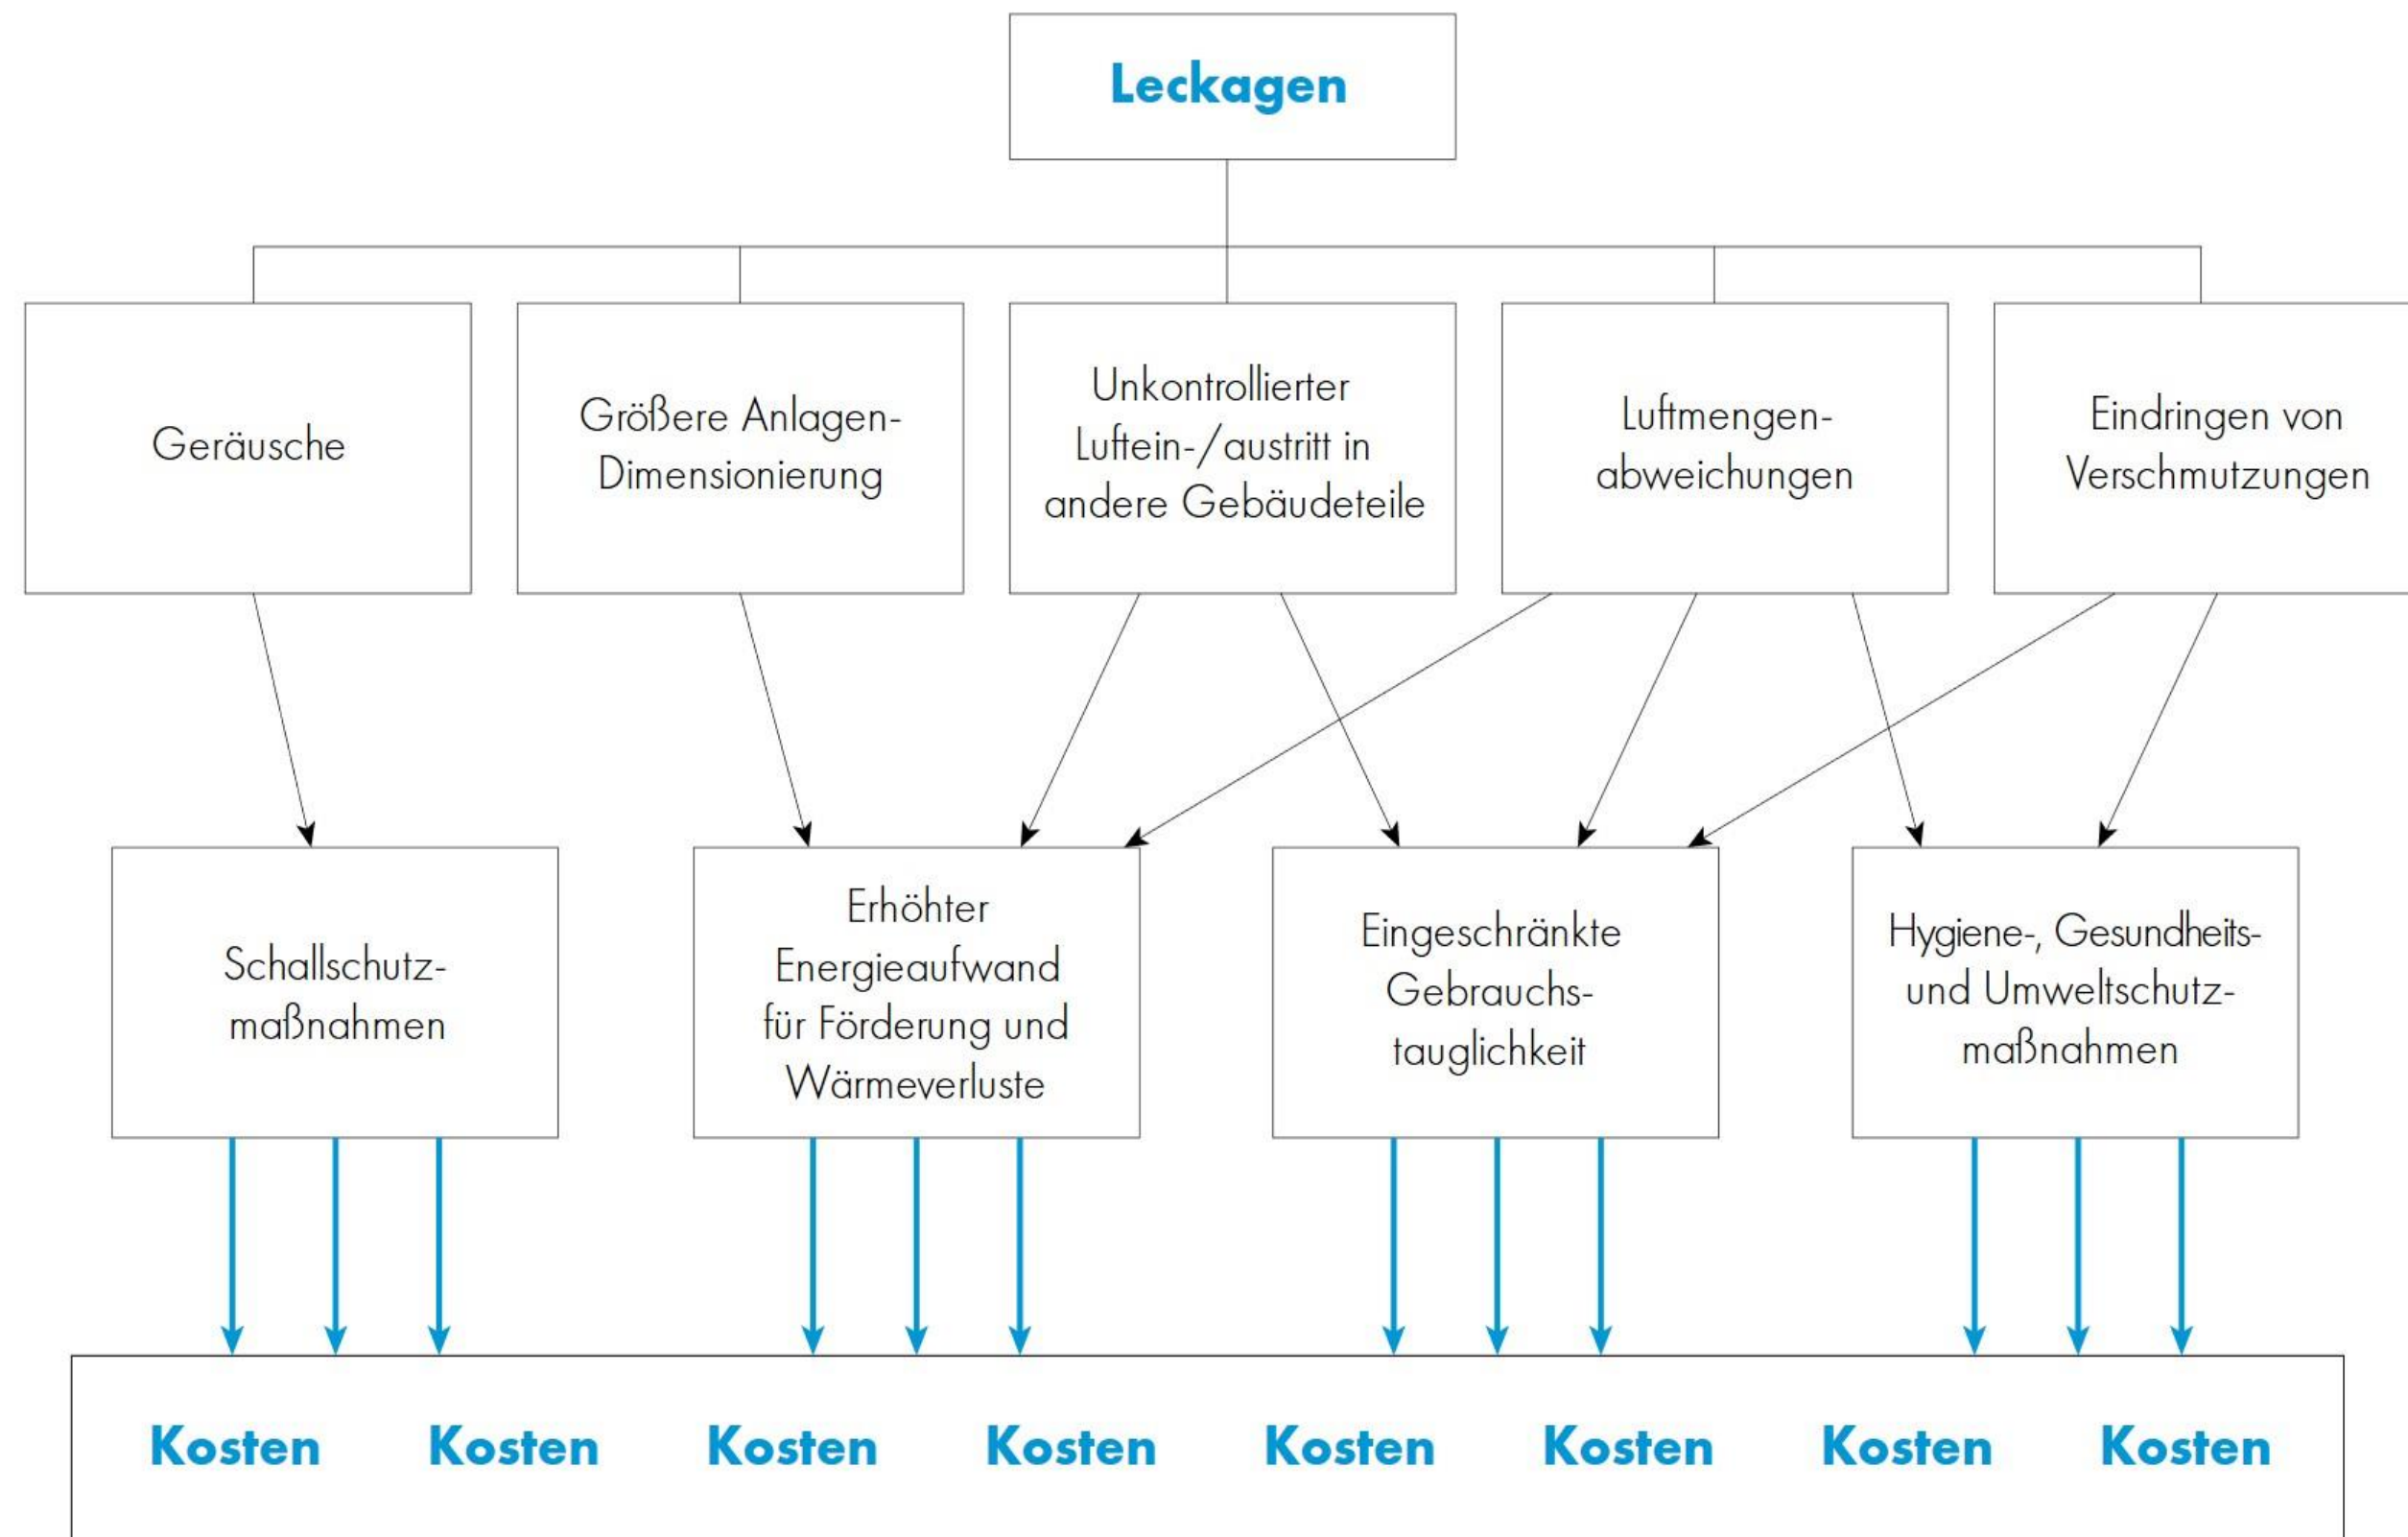 Leckagen
Geräusche
Größere Anlagen-
Dimensionierung
Unkontrollierter
Luftein-/austritt in
andere Gebäudeteile
Luftmengen-
abweichungen
Eindringen von
Verschmutzungen
Schallschutz-
maßnahmen
Erhöhter
Energieaufwand
für Förderung und
Wärmeverluste
Eingeschränkte
Gebrauchs-
tauglichkeit
Hygiene-, Gesundheits-
und Umweltschutz-
maßnahmen
Kosten Kosten Kosten Kosten Kosten Kosten Kosten Kosten